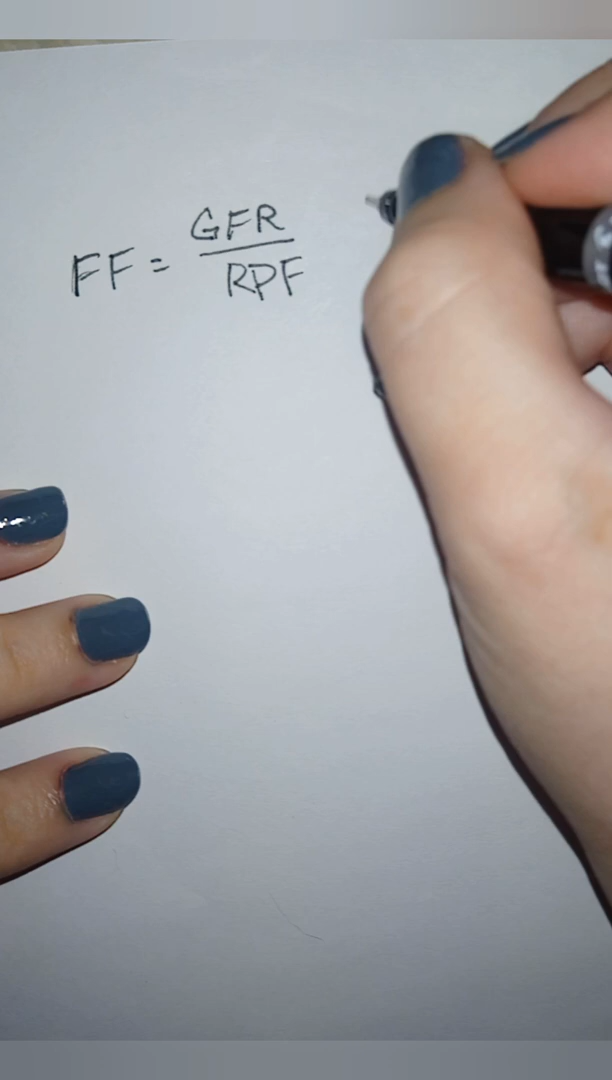 FF = GFR / RPF